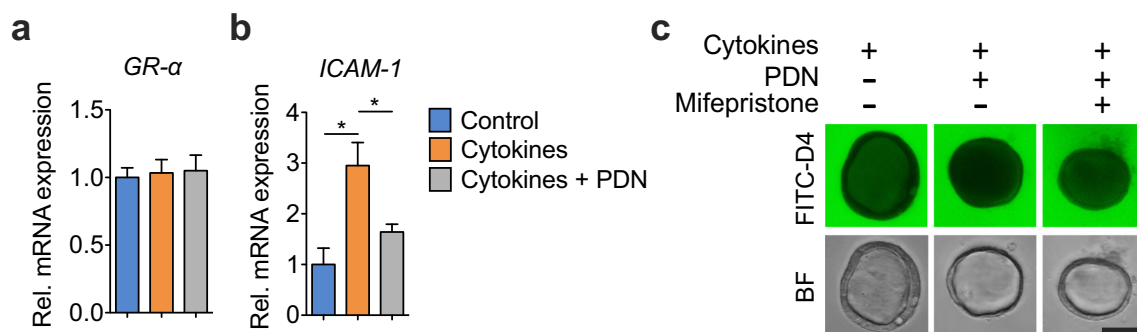 a
GR-α
Rel. mRNA expression
1.5
1.0
0.5
0.0
b
ICAM-1
Rel. mRNA expression
4
3
2
1
0
*
*
Control
Cytokines
Cytokines + PDN
c
Cytokines + + +
PDN – + +
Mifepristone – – +
FITC-D4
BF